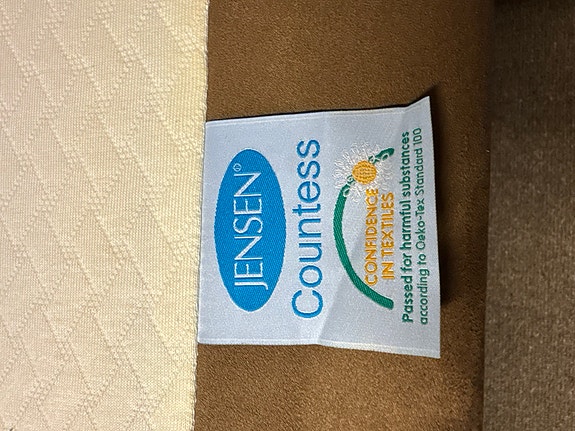 JENSEN®
Countess
CONFIDENCE
IN TEXTILES
Passed for harmful substances
according to Oeko-Tex Standard 100